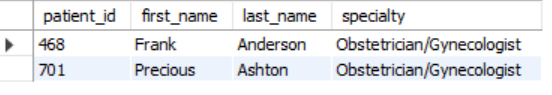 patient_id first_name last_name specialty
468 Frank Anderson Obstetrician/Gynecologist
701 Precious Ashton Obstetrician/Gynecologist